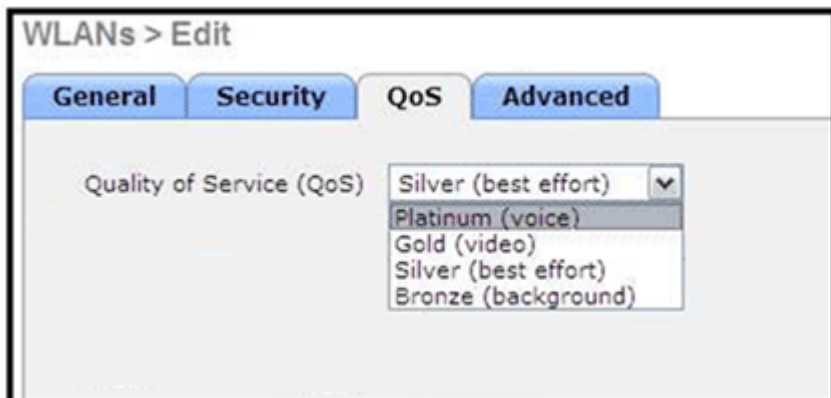 WLANs > Edit
General Security QoS Advanced
Quality of Service (QoS) Silver (best effort)
Platinum (voice)
Gold (video)
Silver (best effort)
Bronze (background)